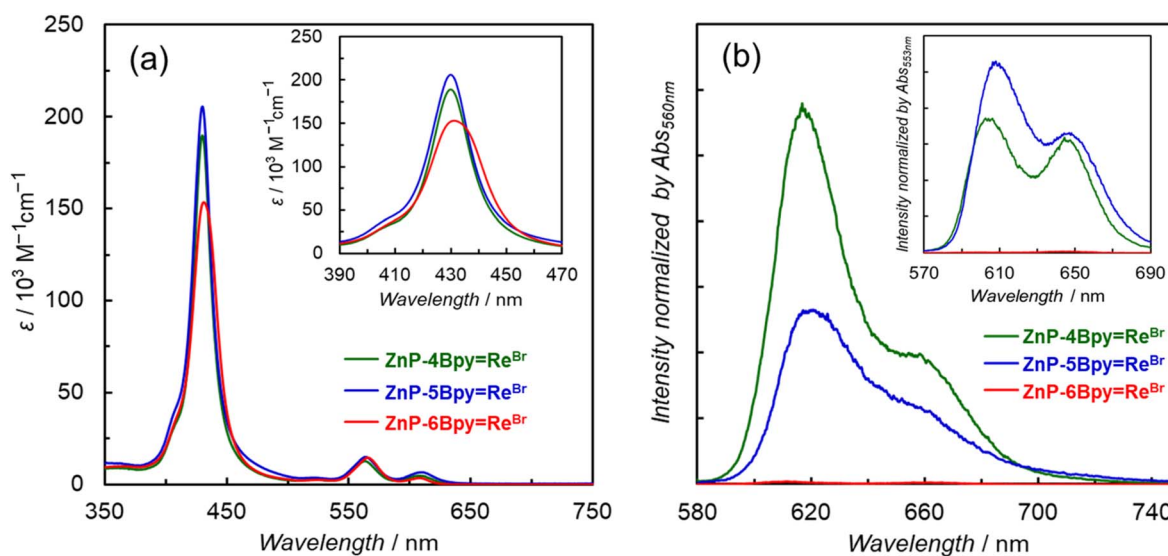 (a)
250
200
150
100
50
0
ε / 10³ M⁻¹cm⁻¹
350 450 550 650 750
Wavelength / nm
250
200
150
100
50
0
ε / 10³ M⁻¹cm⁻¹
390 410 430 450 470
Wavelength / nm
ZnP-4Bpy=Reᴮʳ
ZnP-5Bpy=Reᴮʳ
ZnP-6Bpy=Reᴮʳ
(b)
Intensity normalized by Abs₅₆₀ₙₘ
580 620 660 700 740
Wavelength / nm
Intensity normalized by Abs₅₅₃ₙₘ
570 610 650 690
Wavelength / nm
ZnP-4Bpy=Reᴮʳ
ZnP-5Bpy=Reᴮʳ
ZnP-6Bpy=Reᴮʳ